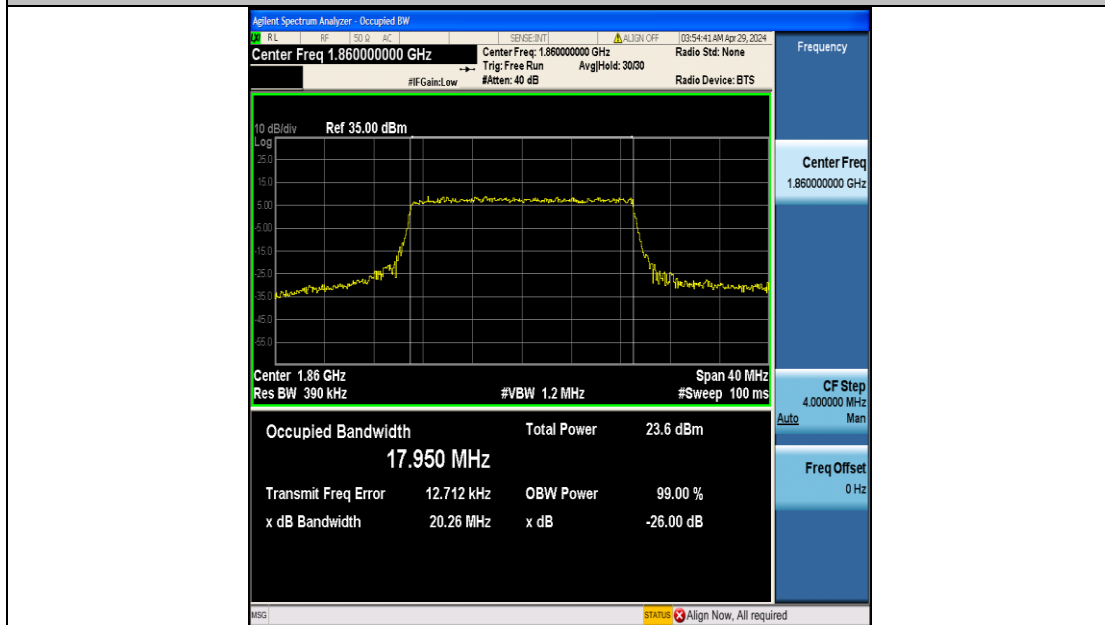 Agilent Spectrum Analyzer - Occupied BW
LXI RL RF 50 Ω AC SENSE:INT ALIGN OFF 03:54:41 AM Apr 29, 2024
Center Freq 1.860000000 GHz
Center Freq: 1.860000000 GHz Radio Std: None
Trig: Free Run Avg|Hold: 30/30
#IFGain:Low #Atten: 40 dB Radio Device: BTS
Frequency
10 dB/div Ref 35.00 dBm
Log
25.0
15.0
5.00
-5.00
-15.0
-25.0
-35.0
-45.0
-55.0
Center 1.86 GHz Span 40 MHz
Res BW 390 kHz #VBW 1.2 MHz #Sweep 100 ms
Occupied Bandwidth Total Power 23.6 dBm
17.950 MHz
Transmit Freq Error 12.712 kHz OBW Power 99.00 %
x dB Bandwidth 20.26 MHz x dB -26.00 dB
Center Freq
1.860000000 GHz
CF Step
4.000000 MHz
Auto Man
Freq Offset
0 Hz
MSG STATUS Align Now, All required